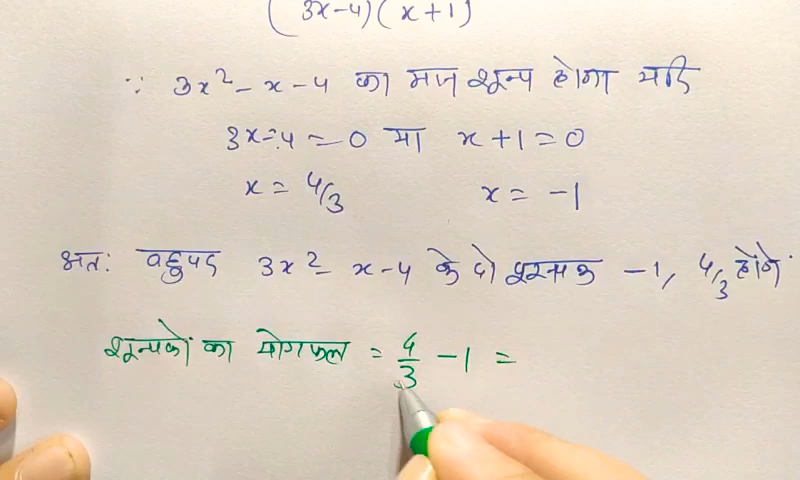 (3x-4)(x+1)
∵ 3x² - x - 4 का मान शून्य होगा यदि
3x-4 = 0 या x+1 = 0
x = 4/3 x = -1
अतः बहुपद 3x² - x - 4 के दो शून्यक -1, 4/3 होंगे
शून्यकों का योगफल = 4/3 - 1 =